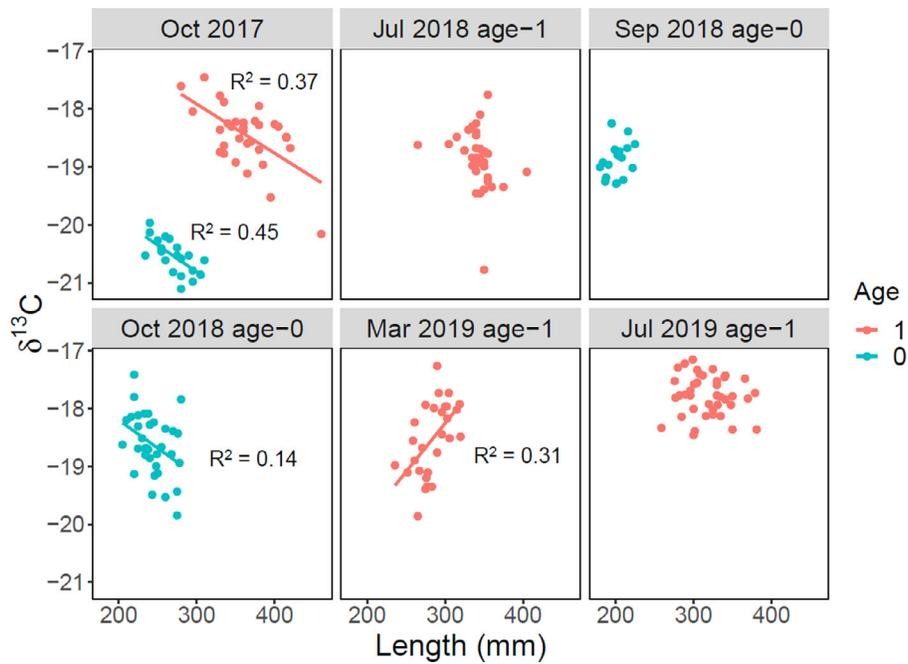 Oct 2017
Jul 2018 age−1
Sep 2018 age−0
−17
−18
−19
−20
−21
R² = 0.37
R² = 0.45
δ¹³C
Oct 2018 age−0
Mar 2019 age−1
Jul 2019 age−1
−17
−18
−19
−20
−21
R² = 0.14
R² = 0.31
200 300 400
200 300 400
200 300 400
Length (mm)
Age
1
0